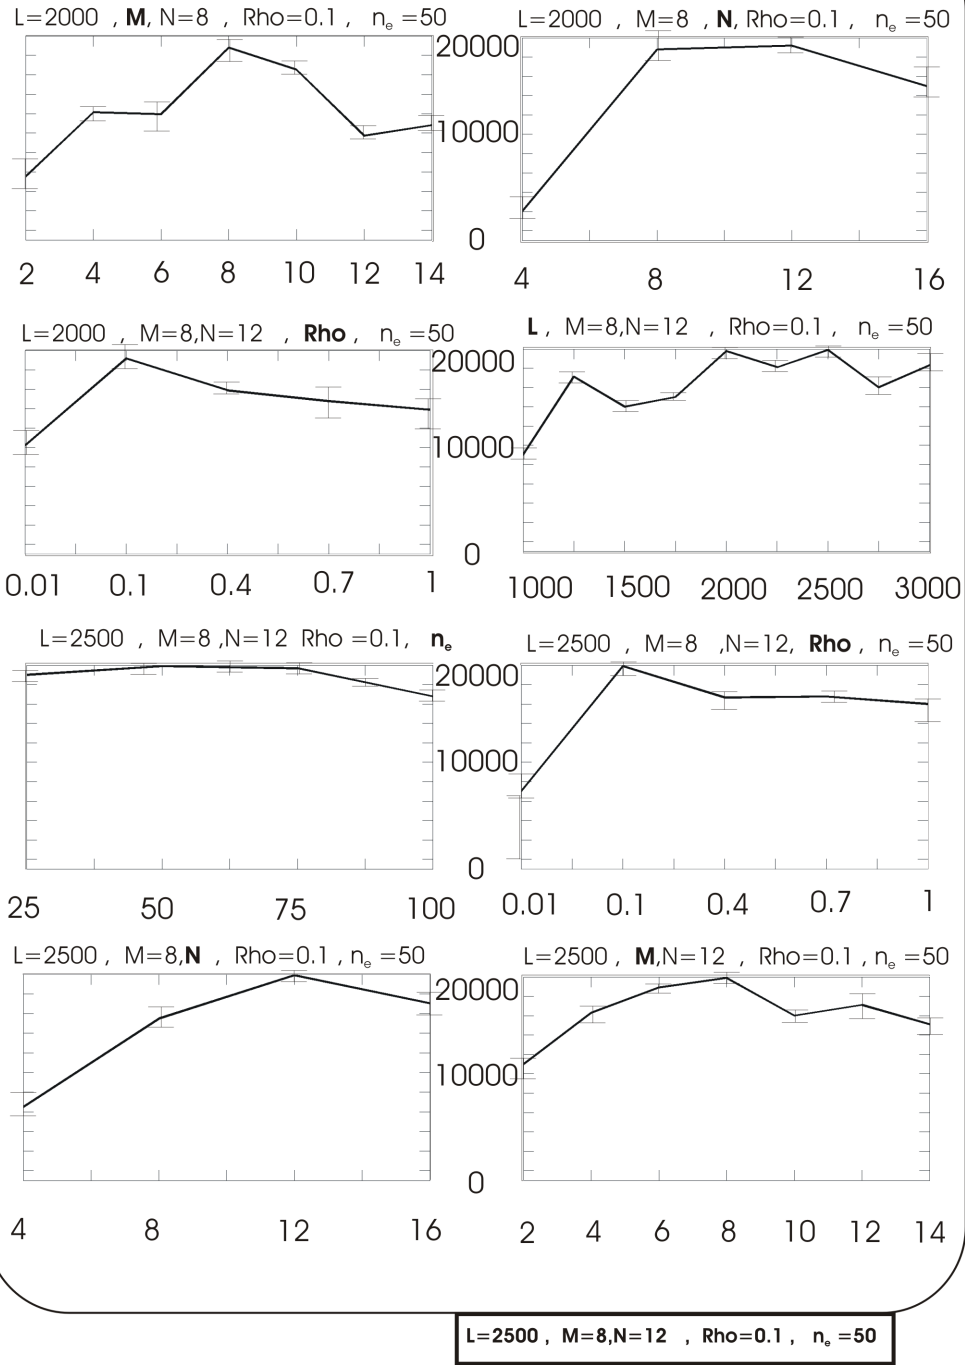 L=2000 , M, N=8 , Rho=0.1 , nₑ=50
L=2000 , M=8 , N, Rho=0.1 , nₑ=50
20000
10000
0
2 4 6 8 10 12 14
4 8 12 16
L=2000 , M=8,N=12 , Rho , nₑ=50
L , M=8,N=12 , Rho=0.1 , nₑ=50
20000
10000
0
0.01 0.1 0.4 0.7 1
1000 1500 2000 2500 3000
L=2500 , M=8 ,N=12 Rho =0.1, nₑ
L=2500 , M=8 ,N=12, Rho , nₑ=50
20000
10000
0
25 50 75 100
0.01 0.1 0.4 0.7 1
L=2500 , M=8,N , Rho=0.1 , nₑ=50
L=2500 , M,N=12 , Rho=0.1 , nₑ=50
20000
10000
0
4 8 12 16
2 4 6 8 10 12 14
L=2500 , M=8,N=12 , Rho=0.1 , nₑ =50